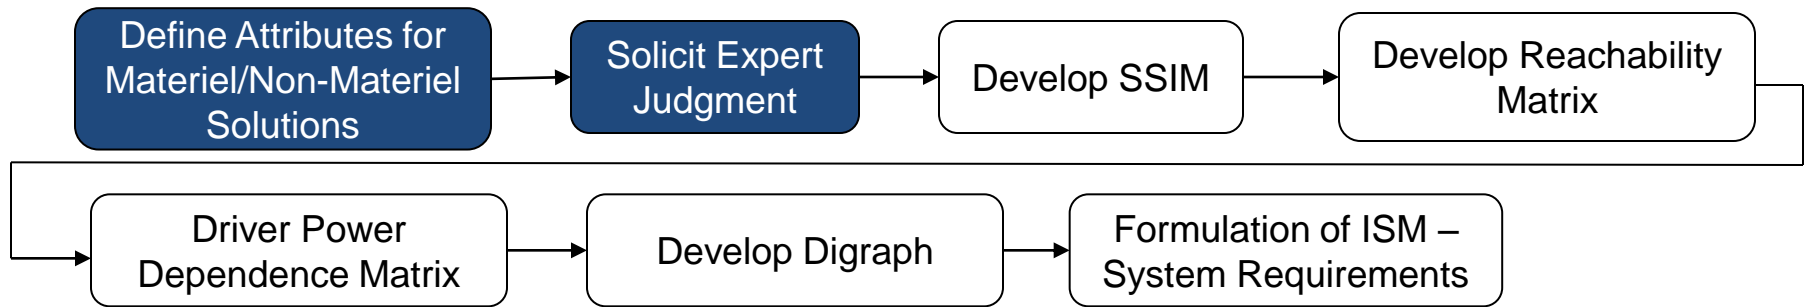 Define Attributes for
Materiel/Non-Materiel
Solutions
Solicit Expert
Judgment
Develop SSIM
Develop Reachability
Matrix
Driver Power
Dependence Matrix
Develop Digraph
Formulation of ISM –
System Requirements